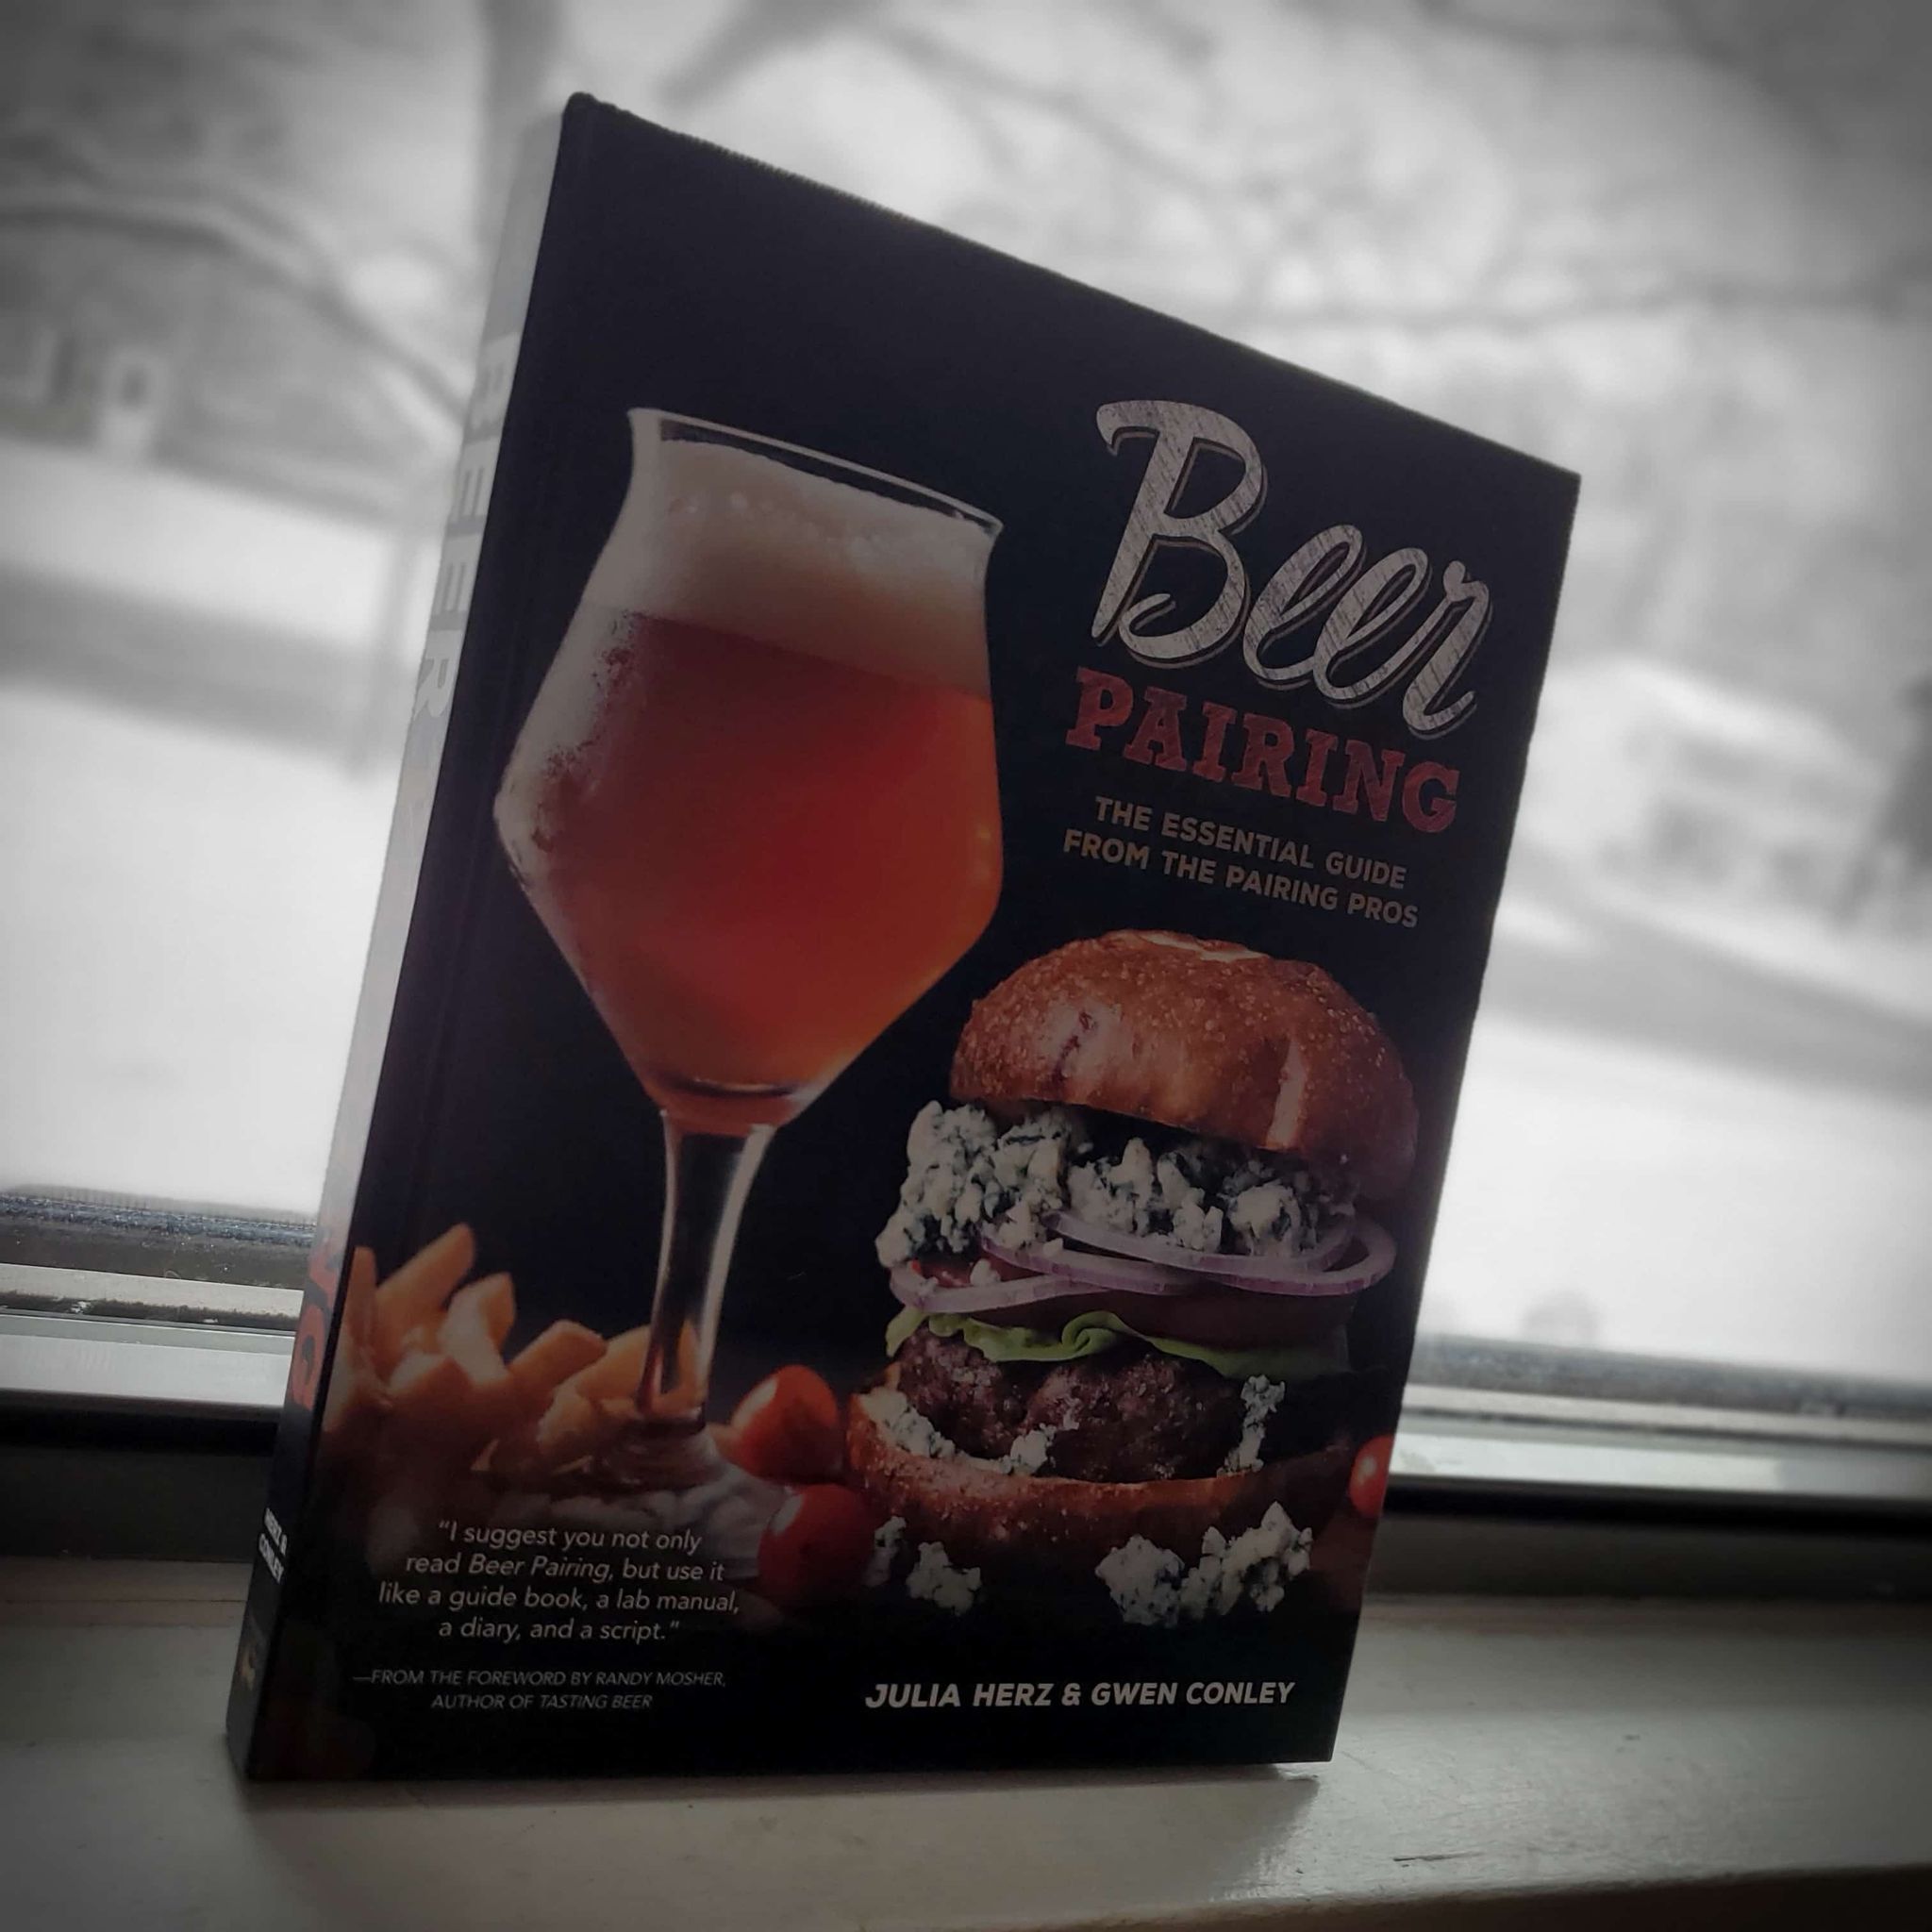 Beer
PAIRING
THE ESSENTIAL GUIDE
FROM THE PAIRING PROS
"I suggest you not only
read Beer Pairing, but use it
like a guide book, a lab manual,
a diary, and a script."
—FROM THE FOREWORD BY RANDY MOSHER,
AUTHOR OF TASTING BEER
JULIA HERZ & GWEN CONLEY
BEER
HERZ &
CONLEY